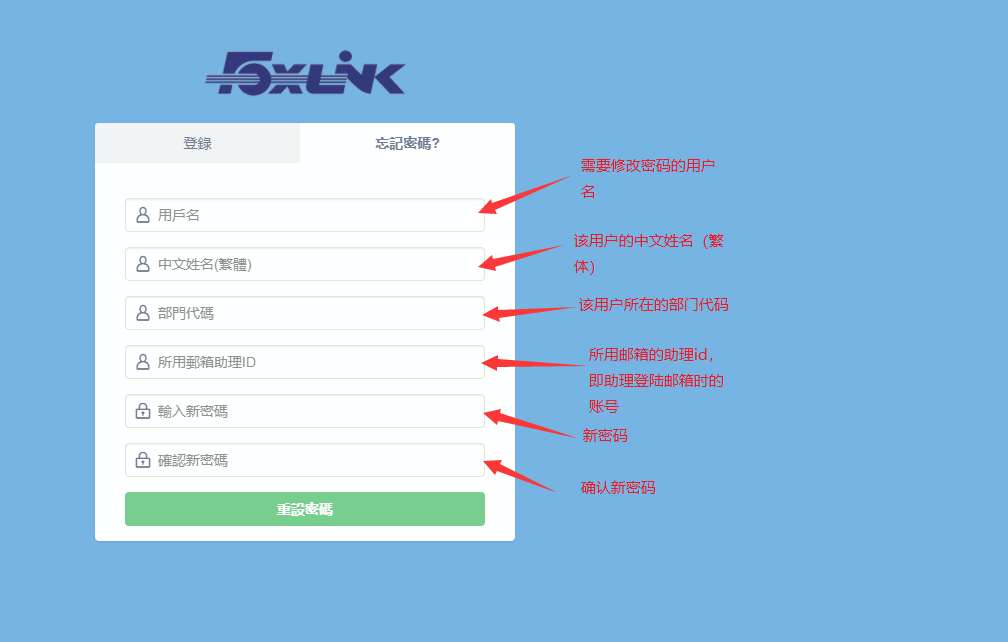 FOXLINK
登錄
忘記密碼?
需要修改密码的用户
名
用戶名
该用户的中文姓名（繁
体）
中文姓名(繁體)
该用户所在的部门代码
部門代碼
所用邮箱的助理id，
即助理登陆邮箱时的
账号
所用郵箱助理ID
新密码
輸入新密碼
确认新密码
確認新密碼
重設密碼